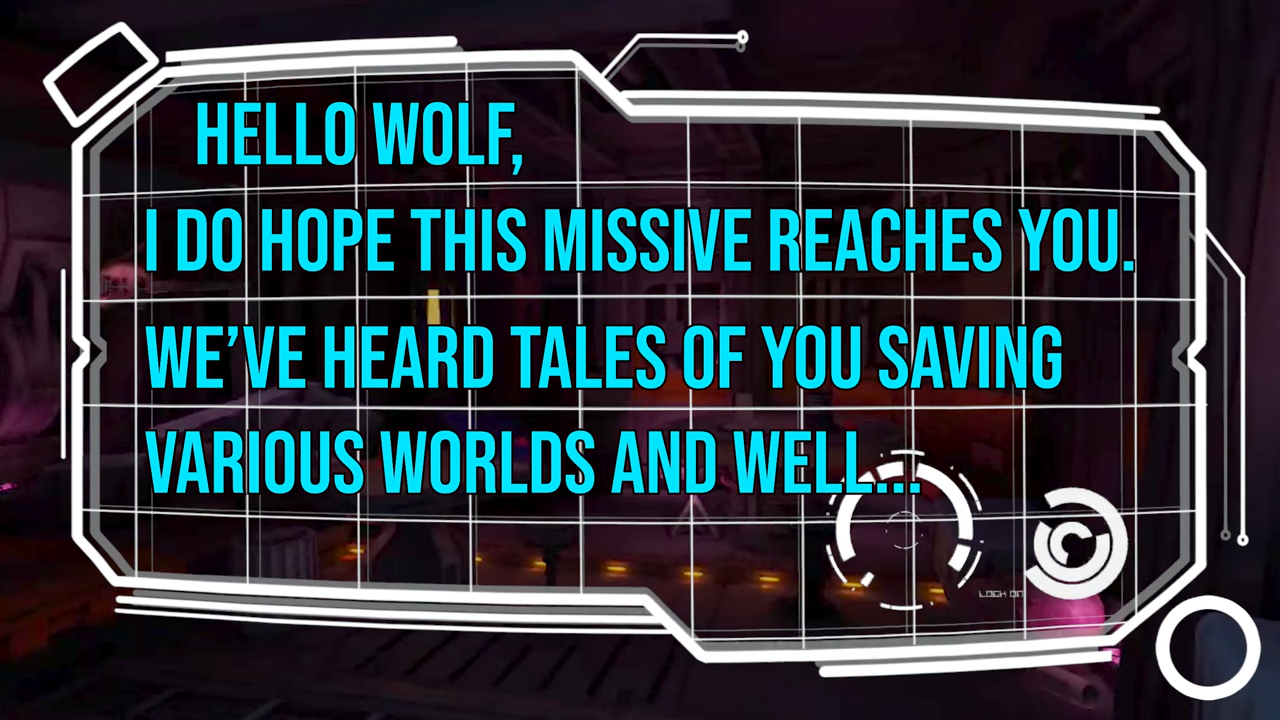 HELLO WOLF,
I DO HOPE THIS MISSIVE REACHES YOU.
WE’VE HEARD TALES OF YOU SAVING
VARIOUS WORLDS AND WELL...
LOCK ON